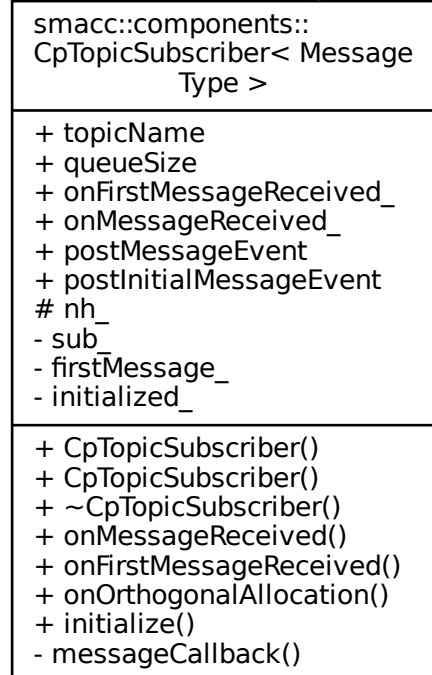 smacc::components::
CpTopicSubscriber< Message
Type >
+ topicName
+ queueSize
+ onFirstMessageReceived_
+ onMessageReceived_
+ postMessageEvent
+ postInitialMessageEvent
# nh_
- sub_
- firstMessage_
- initialized_
+ CpTopicSubscriber()
+ CpTopicSubscriber()
+ ~CpTopicSubscriber()
+ onMessageReceived()
+ onFirstMessageReceived()
+ onOrthogonalAllocation()
+ initialize()
- messageCallback()